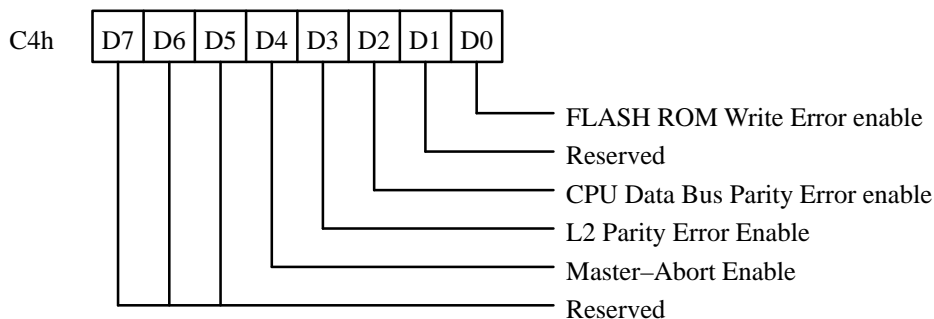 C4h D7 D6 D5 D4 D3 D2 D1 D0
FLASH ROM Write Error enable
Reserved
CPU Data Bus Parity Error enable
L2 Parity Error Enable
Master–Abort Enable
Reserved